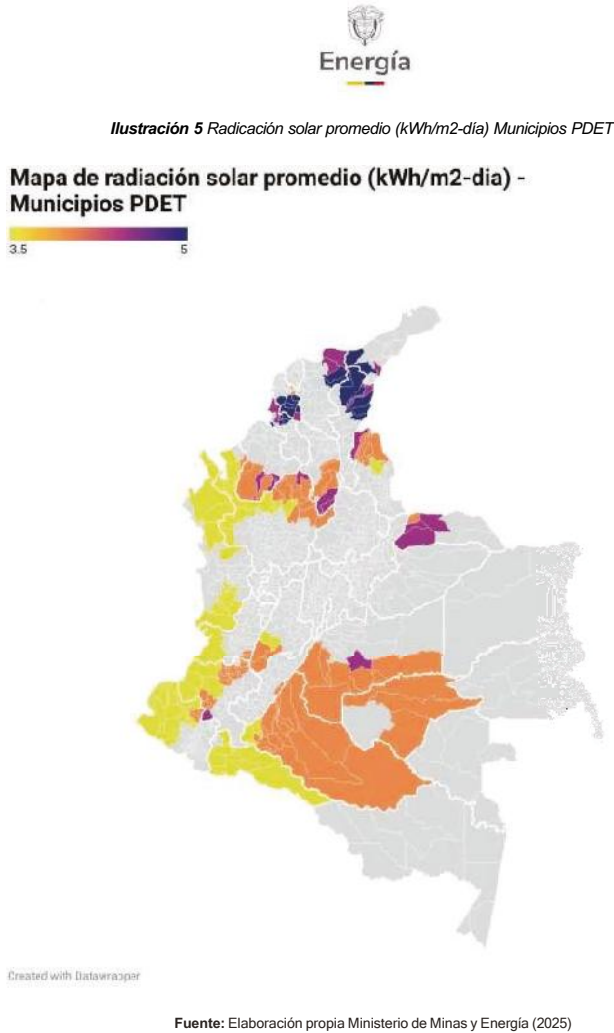 Energía
Ilustración 5 Radicación solar promedio (kWh/m2-día) Municipios PDET
Mapa de radiación solar promedio (kWh/m2-dia) -
Municipios PDET
3.5 5
Created with Datawrapper
Fuente: Elaboración propia Ministerio de Minas y Energía (2025)